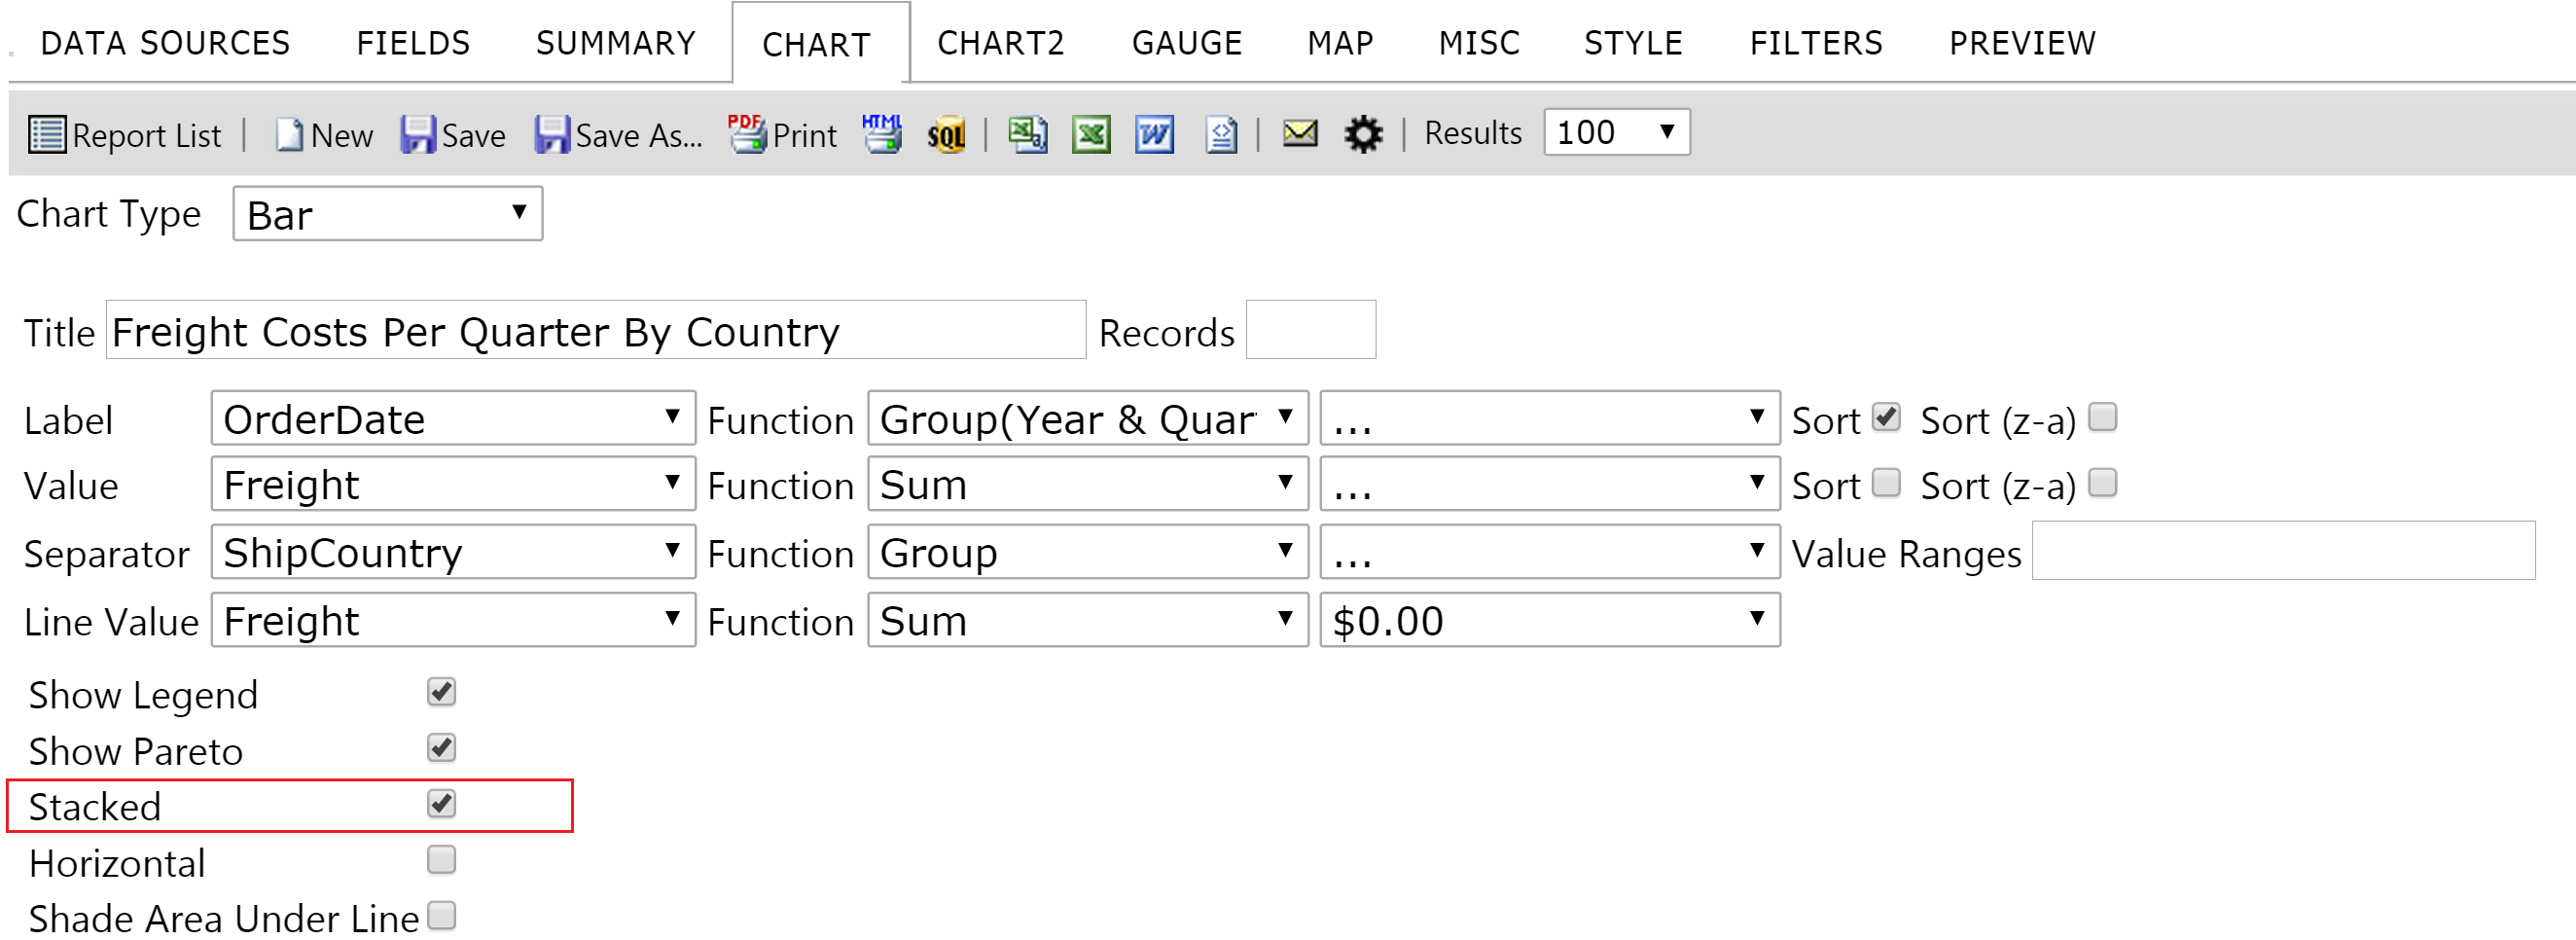 DATA SOURCES FIELDS SUMMARY CHART CHART2 GAUGE MAP MISC STYLE FILTERS PREVIEW
Report List | New Save Save As... PDF Print HTML SQL | | Results 100
Chart Type Bar
Title Freight Costs Per Quarter By Country Records
Label OrderDate Function Group(Year & Quar ... Sort Sort (z-a)
Value Freight Function Sum ... Sort Sort (z-a)
Separator ShipCountry Function Group ... Value Ranges
Line Value Freight Function Sum $0.00
Show Legend
Show Pareto
Stacked
Horizontal
Shade Area Under Line